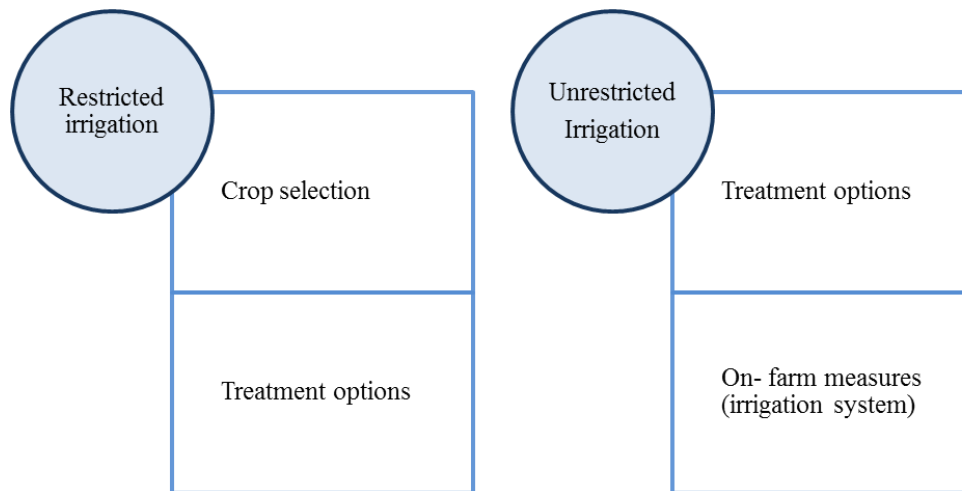 Restricted
irrigation
Crop selection
Treatment options
Unrestricted
Irrigation
Treatment options
On- farm measures
(irrigation system)